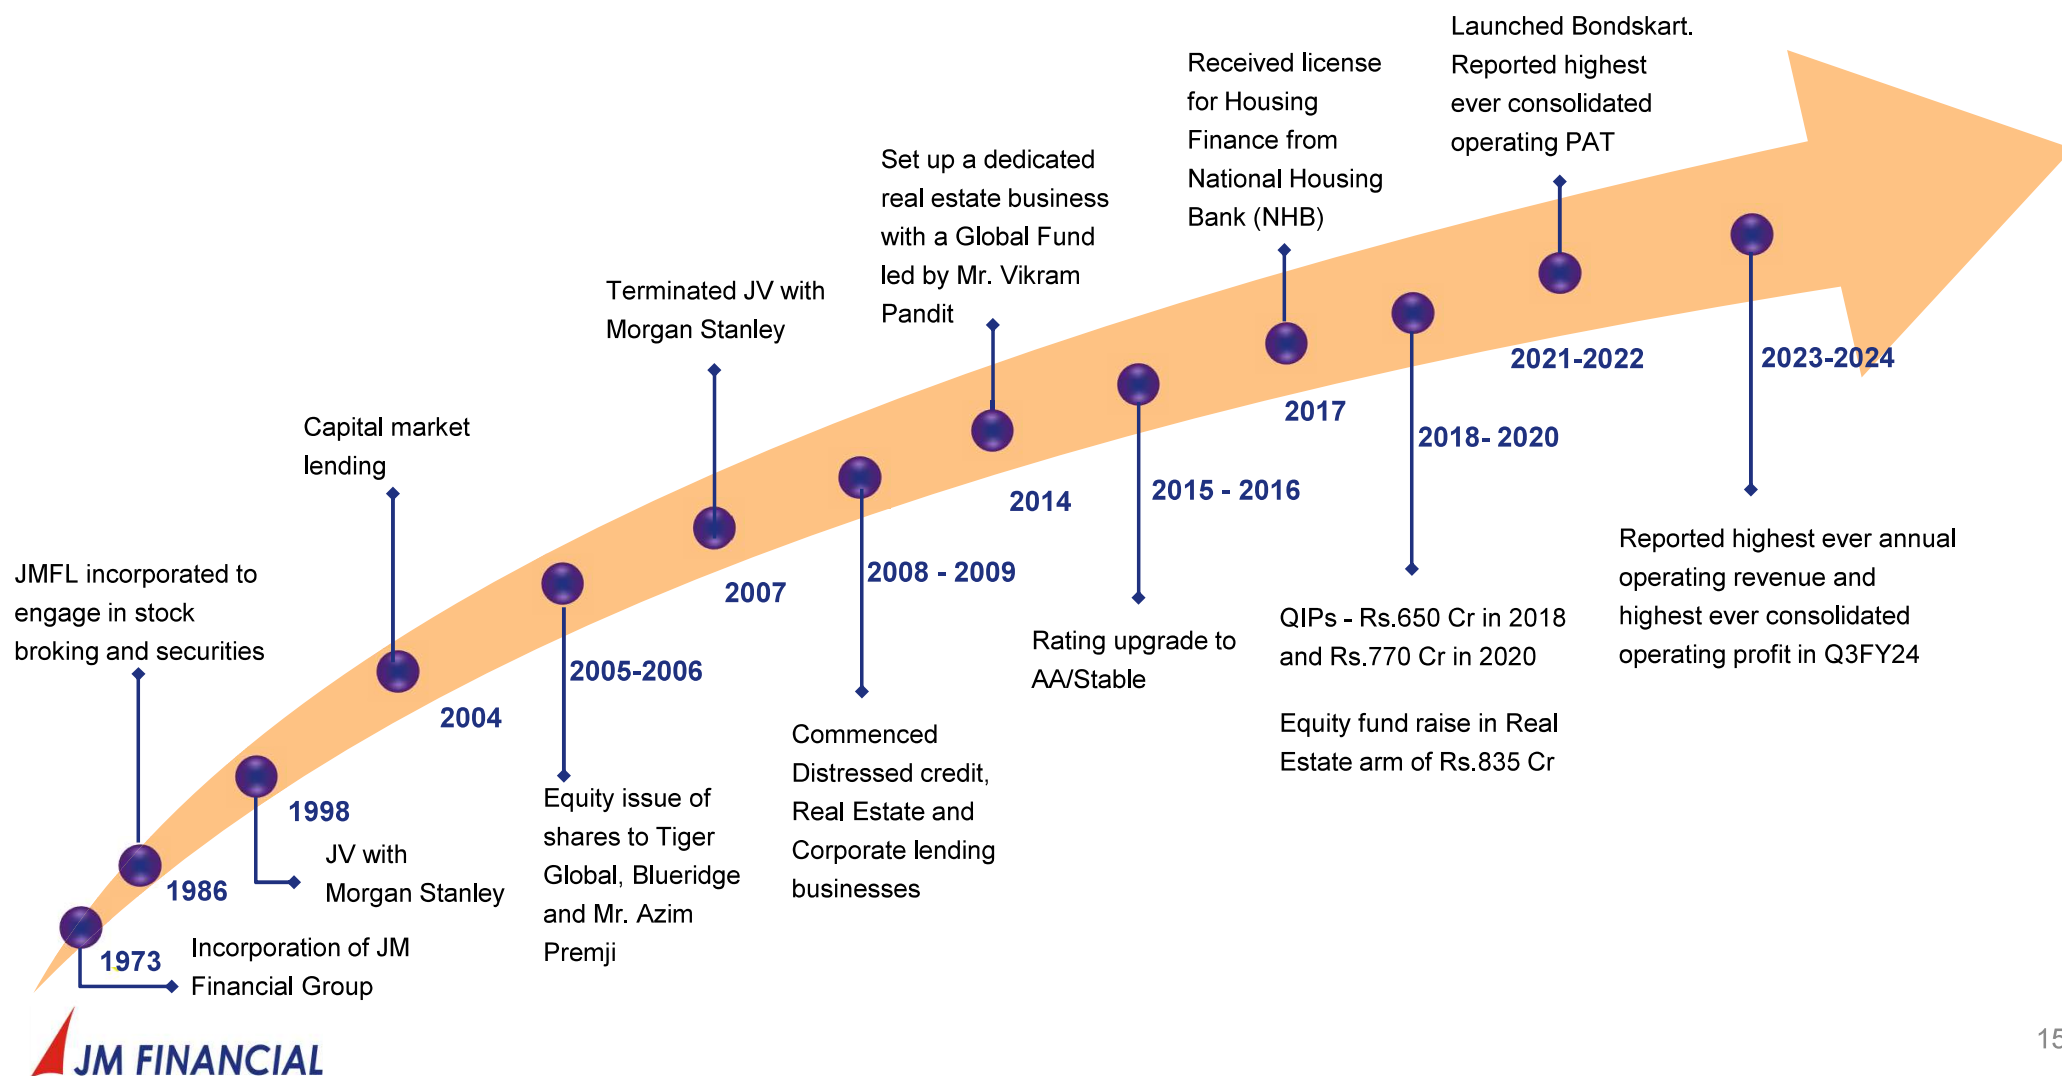 Launched Bondskart.
Reported highest
ever consolidated
operating PAT
Received license
for Housing
Finance from
National Housing
Bank (NHB)
Set up a dedicated
real estate business
with a Global Fund
led by Mr. Vikram
Pandit
Terminated JV with
Morgan Stanley
Capital market
lending
JMFL incorporated to
engage in stock
broking and securities
1973
1986
1998
2004
2005-2006
2007
2008 - 2009
2014
2015 - 2016
2017
2018- 2020
2021-2022
2023-2024
Incorporation of JM
Financial Group
JV with
Morgan Stanley
Equity issue of
shares to Tiger
Global, Blueridge
and Mr. Azim
Premji
Commenced
Distressed credit,
Real Estate and
Corporate lending
businesses
Rating upgrade to
AA/Stable
QIPs - Rs.650 Cr in 2018
and Rs.770 Cr in 2020
Equity fund raise in Real
Estate arm of Rs.835 Cr
Reported highest ever annual
operating revenue and
highest ever consolidated
operating profit in Q3FY24
JM FINANCIAL
15